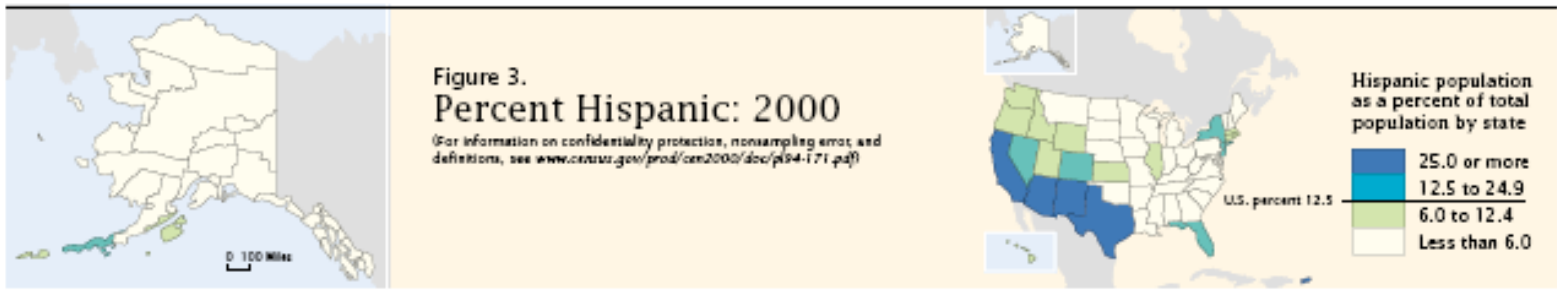 Figure 3.
Percent Hispanic: 2000
(For information on confidentiality protection, nonsampling error, and
definitions, see www.census.gov/prod/cen2000/doc/pl94-171.pdf)
0 100 Miles
Hispanic population
as a percent of total
population by state
25.0 or more
12.5 to 24.9
U.S. percent 12.5
6.0 to 12.4
Less than 6.0